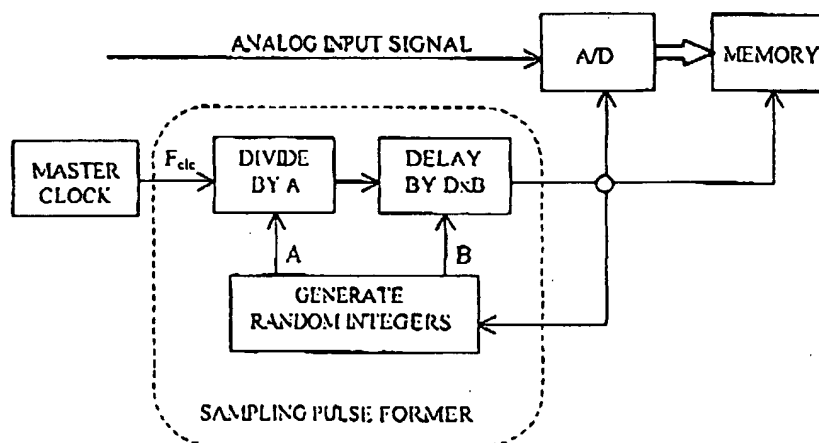 ANALOG INPUT SIGNAL
A/D
MEMORY
MASTER
CLOCK
Fclc
DIVIDE
BY A
DELAY
BY DxB
A
B
GENERATE
RANDOM INTEGERS
SAMPLING PULSE FORMER